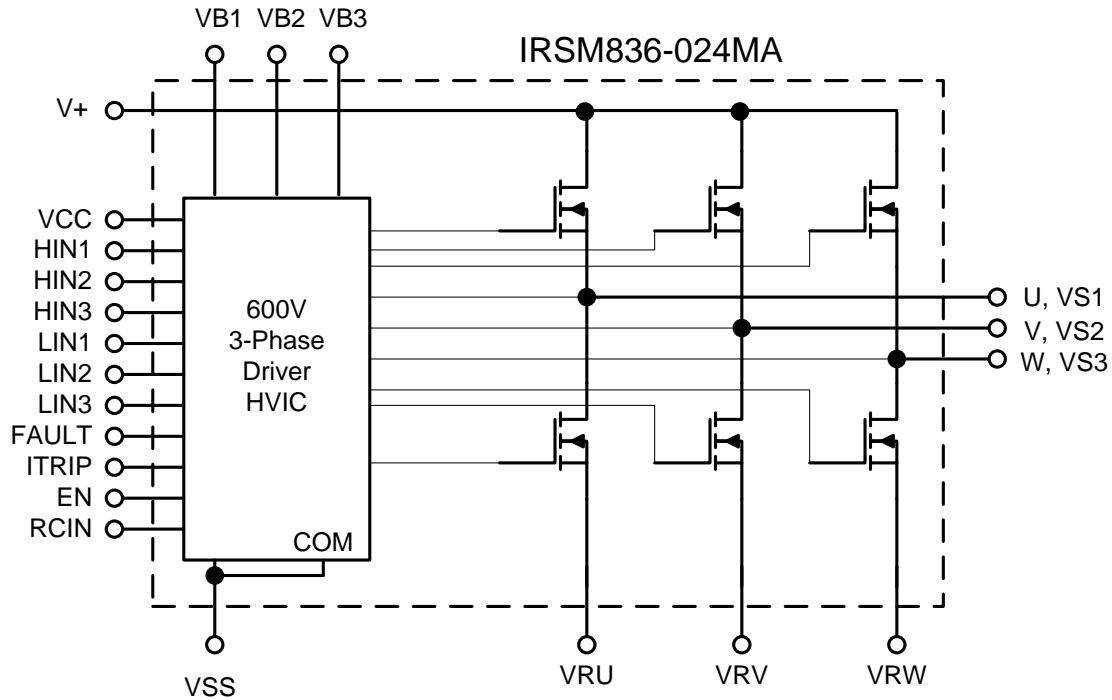 VB1 VB2 VB3
IRSM836-024MA
V+
VCC
HIN1
HIN2
HIN3
LIN1
LIN2
LIN3
FAULT
ITRIP
EN
RCIN
600V
3-Phase
Driver
HVIC
COM
U, VS1
V, VS2
W, VS3
VSS
VRU
VRV
VRW